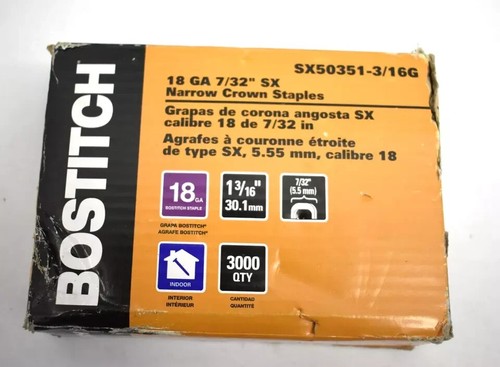 BOSTITCH
SX50351-3/16G
18 GA 7/32" SX
Narrow Crown Staples
Grapas de corona angosta SX
calibre 18 de 7/32 in
Agrafes à couronne étroite
de type SX, 5.55 mm, calibre 18
18 GA
BOSTITCH STAPLE
GRAPA BOSTITCH®
AGRAFE BOSTITCH®
1 3/16"
30.1mm
7/32"
(5.5 mm)
INDOOR
INTERIOR
INTÉRIEUR
3000
QTY
CANTIDAD
QUANTITÉ